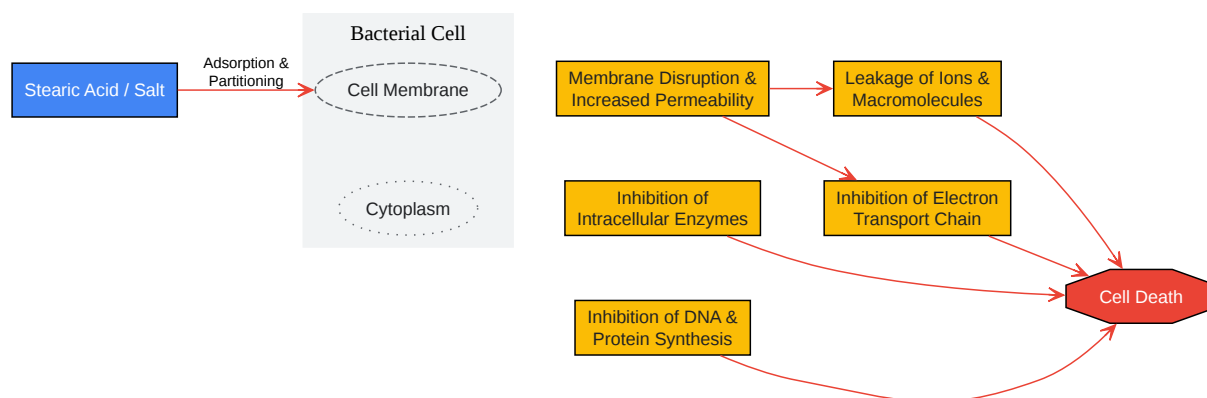 Bacterial Cell
Stearic Acid / Salt
Adsorption &
Partitioning
Cell Membrane
Cytoplasm
Membrane Disruption &
Increased Permeability
Leakage of Ions &
Macromolecules
Inhibition of
Intracellular Enzymes
Inhibition of Electron
Transport Chain
Inhibition of DNA &
Protein Synthesis
Cell Death